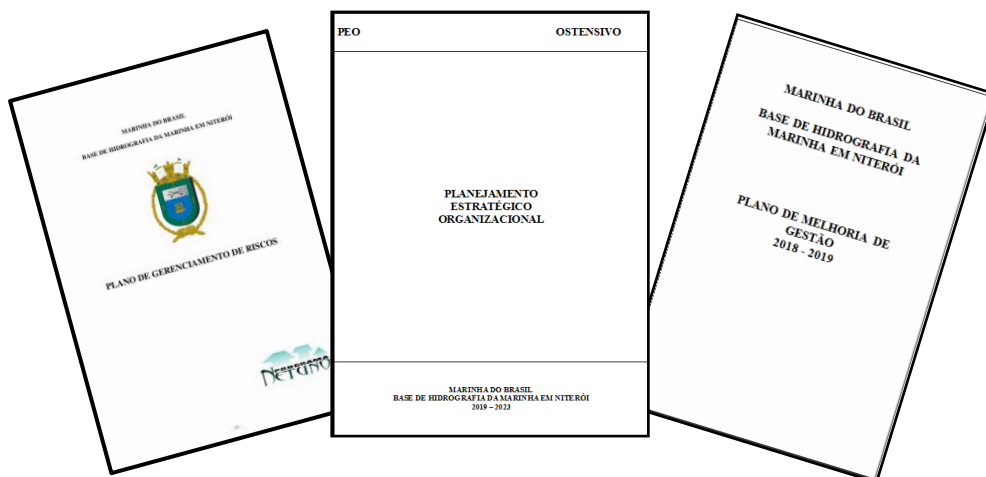 MARINHA DO BRASIL
BASE DE HIDROGRAFIA DA MARINHA EM NITERÓI
PLANO DE GERENCIAMENTO DE RISCOS
PROGRAMA
NETUNO
PEO OSTENSIVO
PLANEJAMENTO
ESTRATÉGICO
ORGANIZACIONAL
MARINHA DO BRASIL
BASE DE HIDROGRAFIA DA MARINHA EM NITERÓI
2019 – 2023
MARINHA DO BRASIL
BASE DE HIDROGRAFIA DA
MARINHA EM NITERÓI
PLANO DE MELHORIA DE
GESTÃO
2018 - 2019